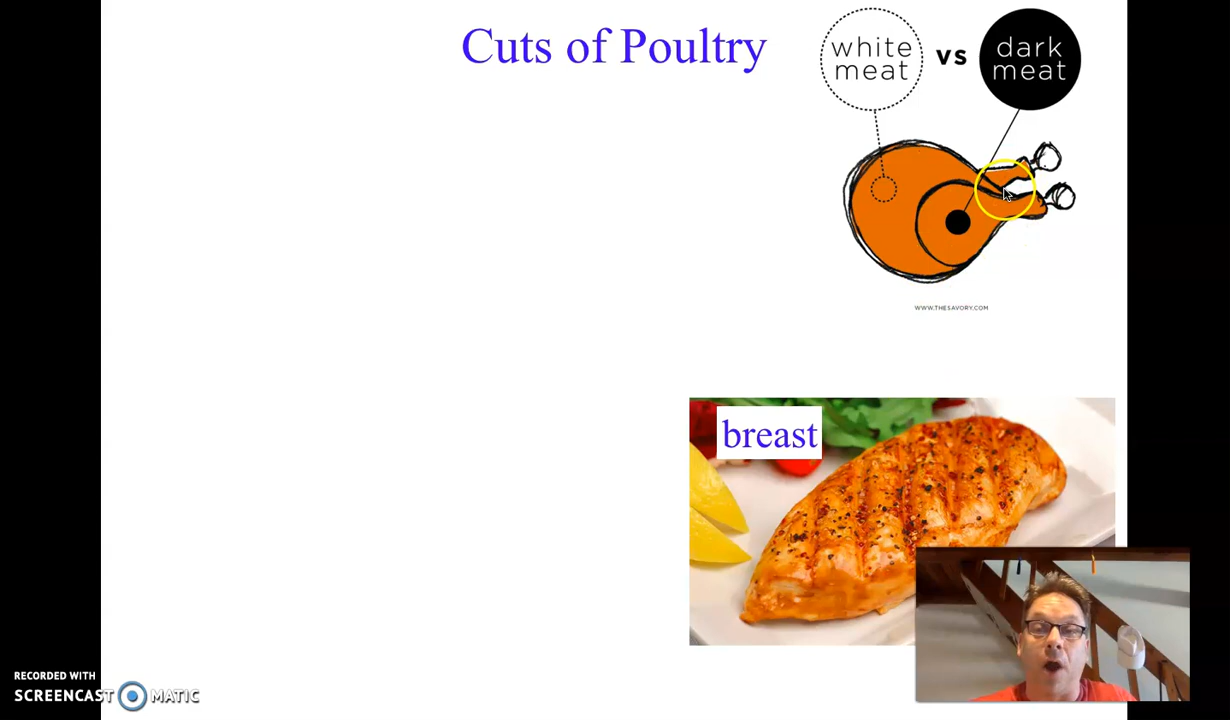 Cuts of Poultry
white
meat
vs
dark
meat
WWW.THESAVORY.COM
breast
RECORDED WITH
SCREENCAST MATIC